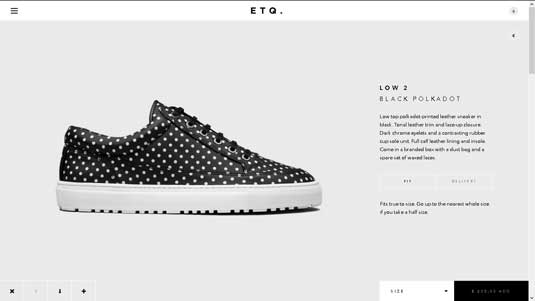 ETQ.
LOW 2
BLACK POLKADOT
Low top polkadot-printed leather sneaker in
black. Tonal leather trim and lace-up closure.
Dark chrome eyelets and a contrasting rubber
cup sole unit. Full calf leather lining and insole.
Come in a branded box with a dust bag and a
spare set of waxed laces.
FIT
DELIVERY
Fits true to size. Go up to the nearest whole size
if you take a half size.
SIZE
ADD